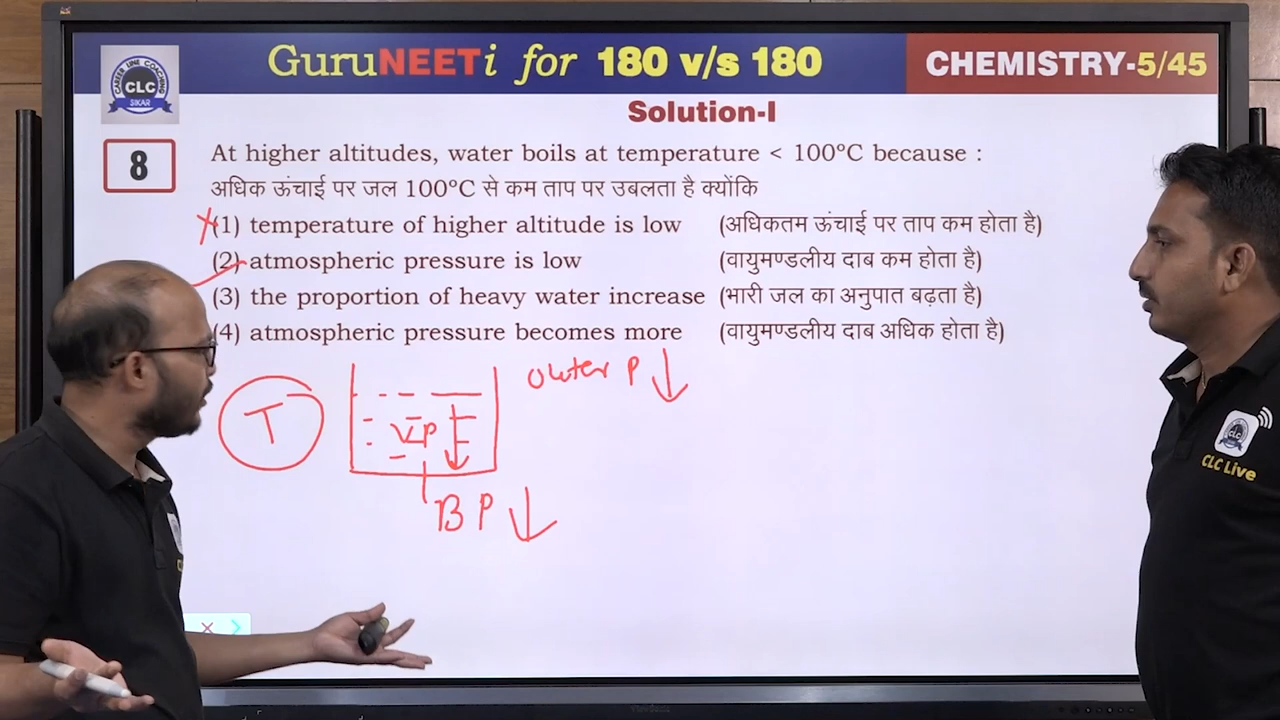 GuruNEETi for 180 v/s 180
CHEMISTRY-5/45
CAREER LINE COACHING
CLC
SIKAR
Solution-I
8
At higher altitudes, water boils at temperature < 100°C because :
अधिक ऊंचाई पर जल 100°C से कम ताप पर उबलता है क्योंकि
(1) temperature of higher altitude is low (अधिकतम ऊंचाई पर ताप कम होता है)
(2) atmospheric pressure is low (वायुमण्डलीय दाब कम होता है)
(3) the proportion of heavy water increase (भारी जल का अनुपात बढ़ता है)
(4) atmospheric pressure becomes more (वायुमण्डलीय दाब अधिक होता है)
outer P ↓
T
VP ↓
BP ↓
CLC
CLC Live